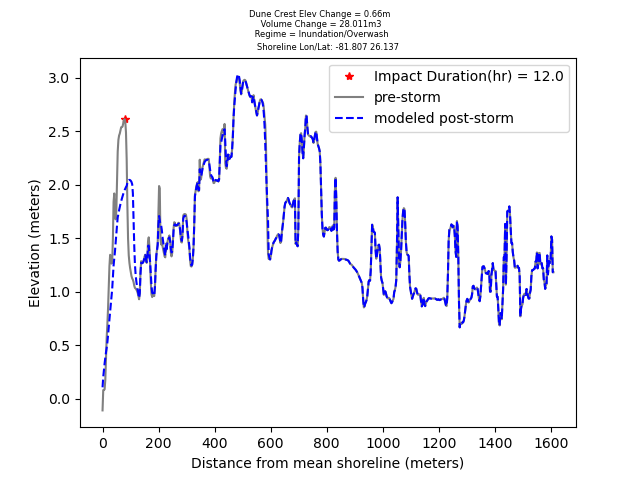 Dune Crest Elev Change = 0.66m
Volume Change = 28.011m3
Regime = Inundation/Overwash
Shoreline Lon/Lat: -81.807 26.137
Impact Duration(hr) = 12.0
pre-storm
modeled post-storm
Elevation (meters)
3.0
2.5
2.0
1.5
1.0
0.5
0.0
0 200 400 600 800 1000 1200 1400 1600
Distance from mean shoreline (meters)